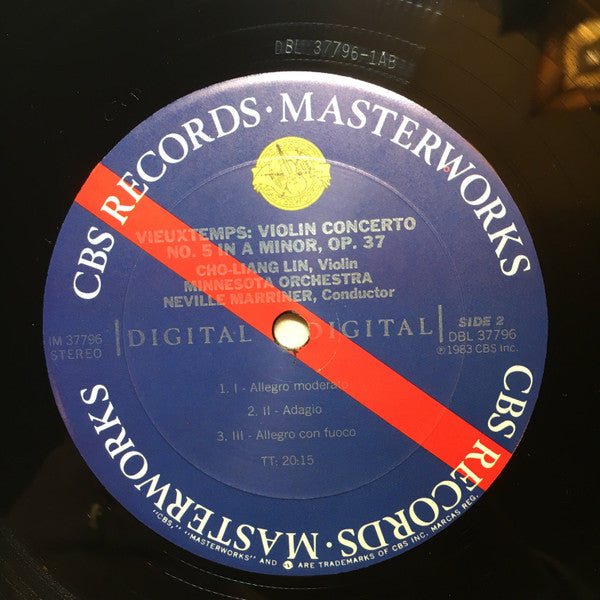 DBL 37796-1AB
CBS RECORDS · MASTERWORKS
VIEUXTEMPS: VIOLIN CONCERTO
NO. 5 IN A MINOR, OP. 37
CHO-LIANG LIN, Violin
MINNESOTA ORCHESTRA
NEVILLE MARRINER, Conductor
IM 37796
STEREO
DIGITAL DIGITAL
SIDE 2
DBL 37796
℗1983 CBS Inc.
1. I - Allegro moderato
2. II - Adagio
3. III - Allegro con fuoco
TT: 20:15
CBS RECORDS · MASTERWORKS
"CBS," "MASTERWORKS" AND ARE TRADEMARKS OF CBS INC. MARCAS REG.